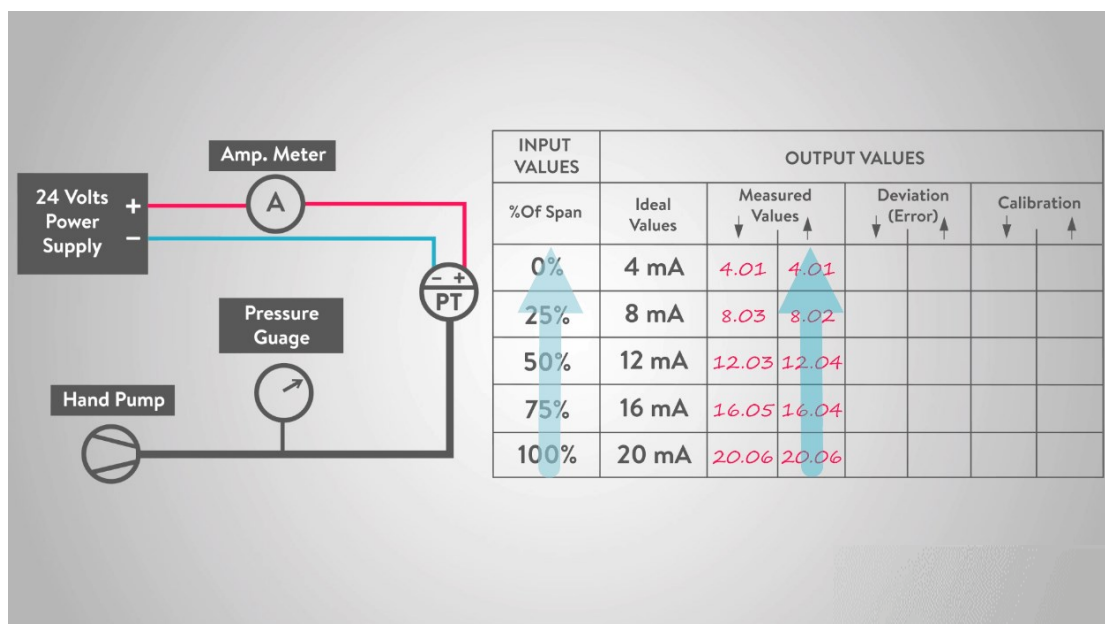 Amp. Meter
24 Volts
Power
Supply
+
−
A
- +
PT
Pressure
Guage
Hand Pump
INPUT
VALUES
OUTPUT VALUES
%Of Span
Ideal
Values
Measured
Values
Deviation
(Error)
Calibration
0% 4 mA 4.01 4.01
25% 8 mA 8.03 8.02
50% 12 mA 12.03 12.04
75% 16 mA 16.05 16.04
100% 20 mA 20.06 20.06